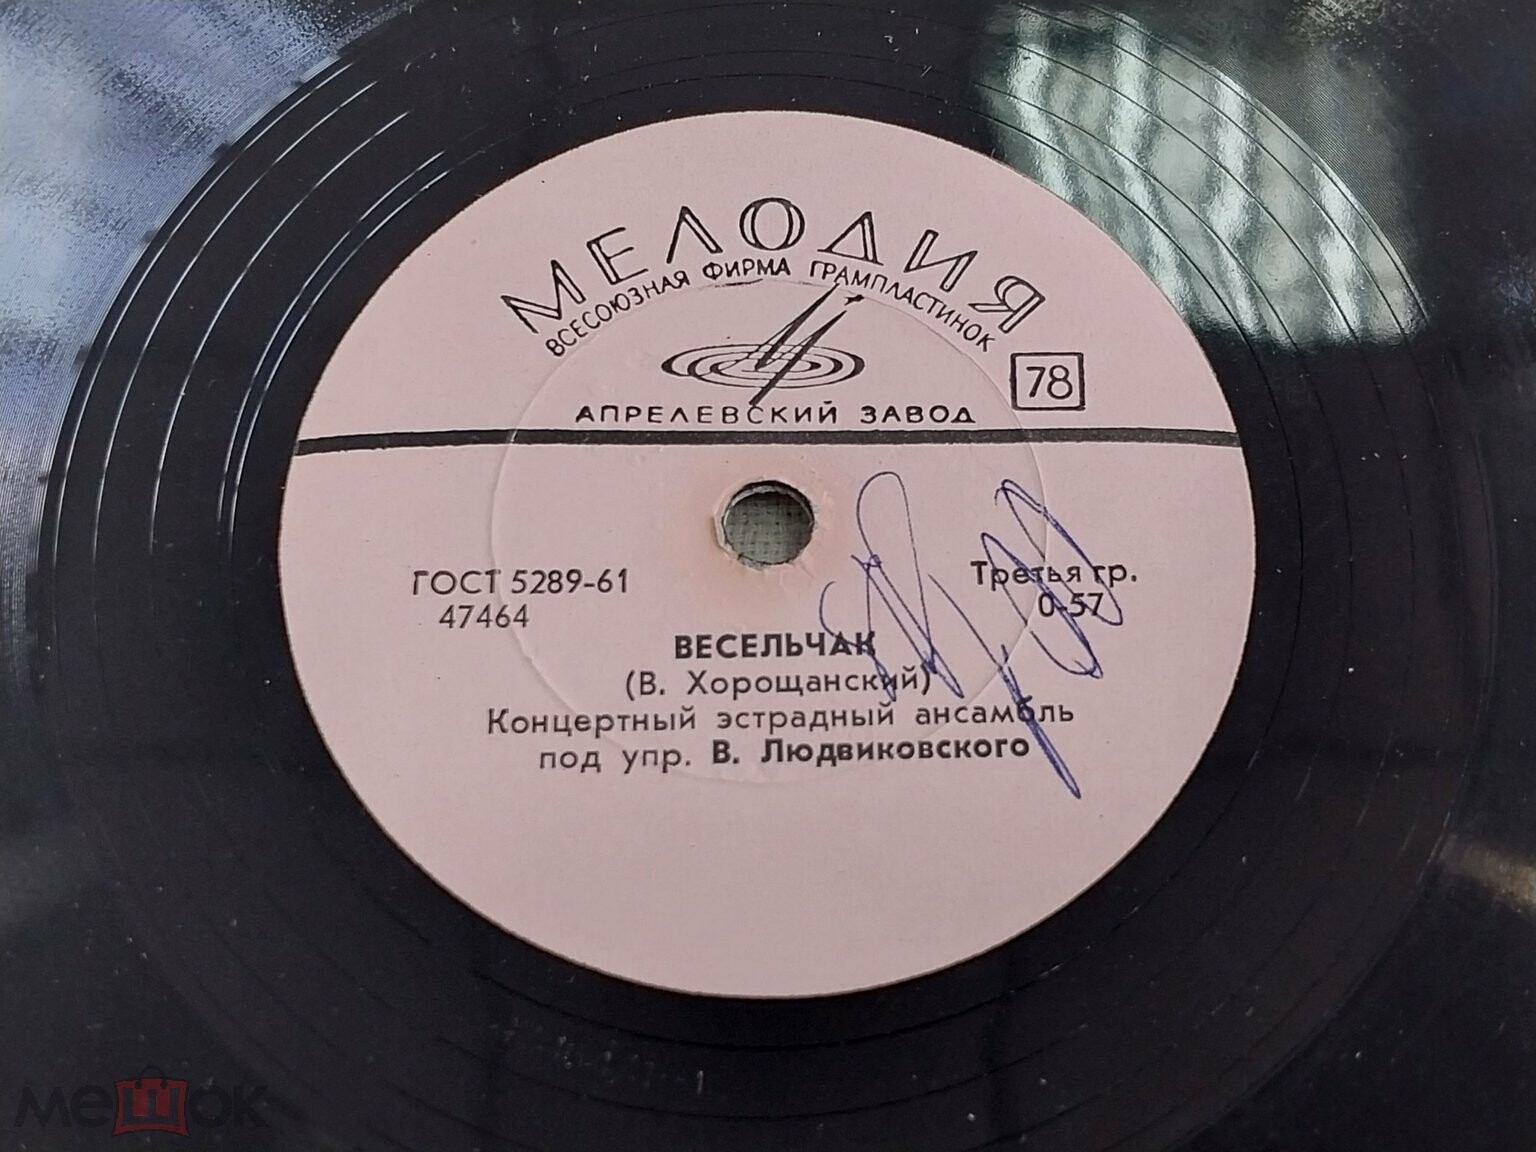 МЕЛОДИЯ
ВСЕСОЮЗНАЯ ФИРМА ГРАМПЛАСТИНОК
78
АПРЕЛЕВСКИЙ ЗАВОД
ГОСТ 5289-61
47464
Третья гр.
0-57
ВЕСЕЛЬЧАК
(В. Хорощанский)
Концертный эстрадный ансамбль
под упр. В. Людвиковского
мешок